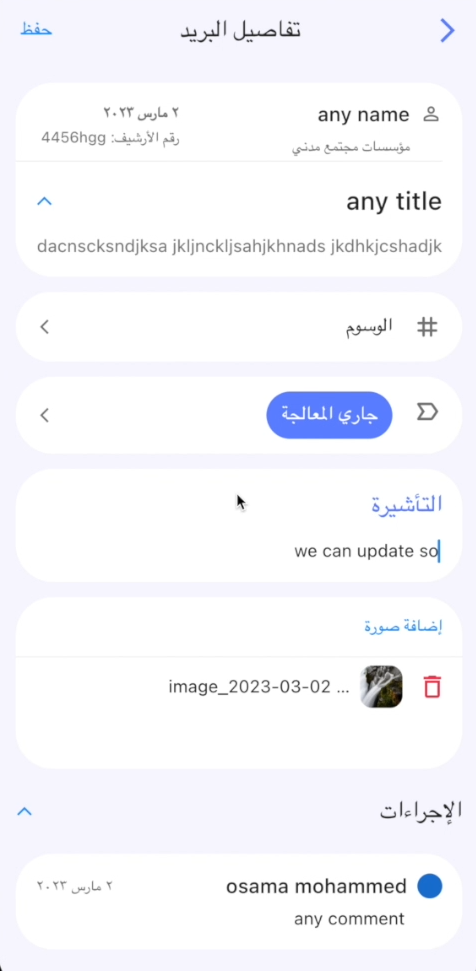 تفاصيل البريد
حفظ
any name
٢ مارس ٢٠٢٣
مؤسسات مجتمع مدني
رقم الأرشيف: 4456hgg
any title
dacnscksndjksa jkljnckljsahjkhnads jkdhkjcshadjk
الوسوم
جاري المعالجة
التأشيرة
we can update so
إضافة صورة
image_2023-03-02 ...
الإجراءات
osama mohammed
٢ مارس ٢٠٢٣
any comment